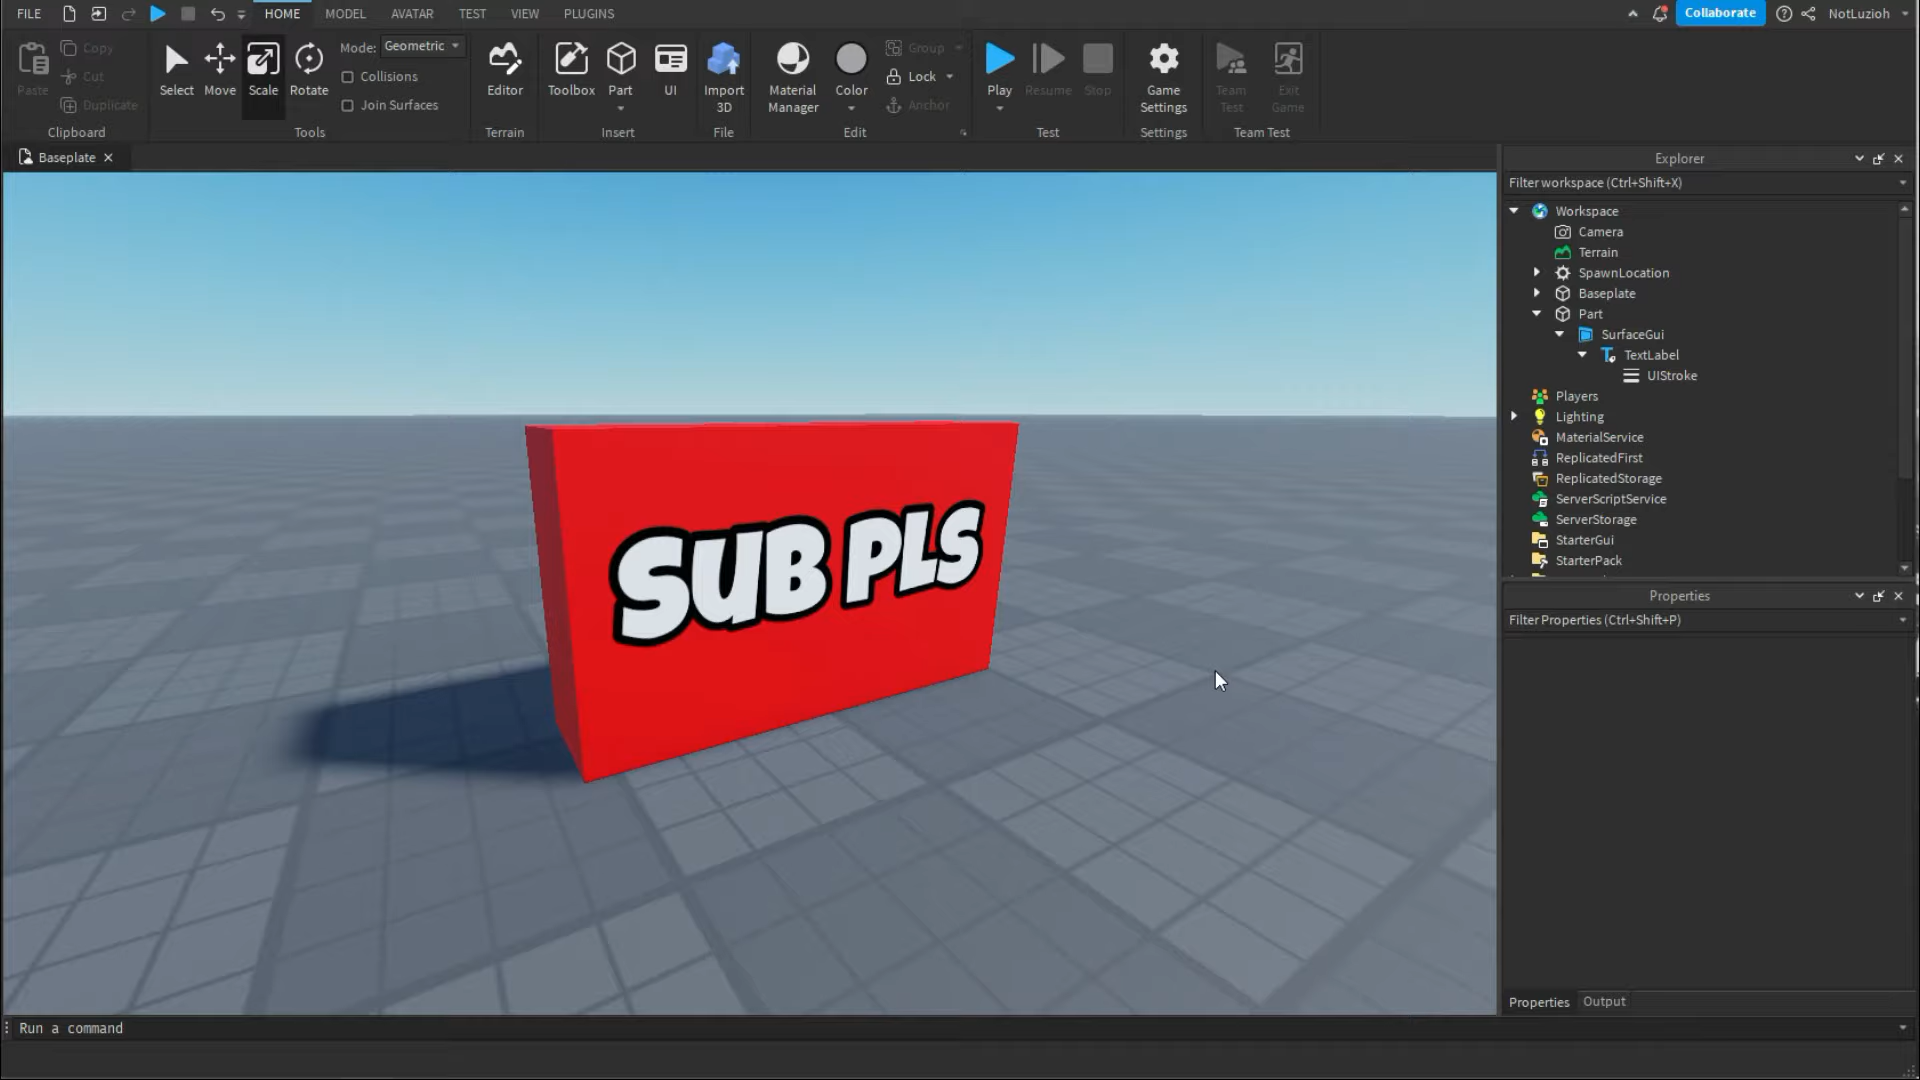 FILE HOME MODEL AVATAR TEST VIEW PLUGINS Collaborate NotLuzioh
Paste Copy Cut Duplicate
Clipboard
Select Move Scale Rotate
Mode: Geometric
Collisions
Join Surfaces
Tools
Editor
Terrain
Toolbox Part UI
Insert
Import 3D
File
Material Manager Color
Group
Lock
Anchor
Edit
Play Resume Stop
Test
Game Settings
Settings
Team Test Exit Game
Team Test
Baseplate
SUB PLS
Explorer
Filter workspace (Ctrl+Shift+X)
Workspace
Camera
Terrain
SpawnLocation
Baseplate
Part
SurfaceGui
TextLabel
UIStroke
Players
Lighting
MaterialService
ReplicatedFirst
ReplicatedStorage
ServerScriptService
ServerStorage
StarterGui
StarterPack
Properties
Filter Properties (Ctrl+Shift+P)
Properties Output
Run a command